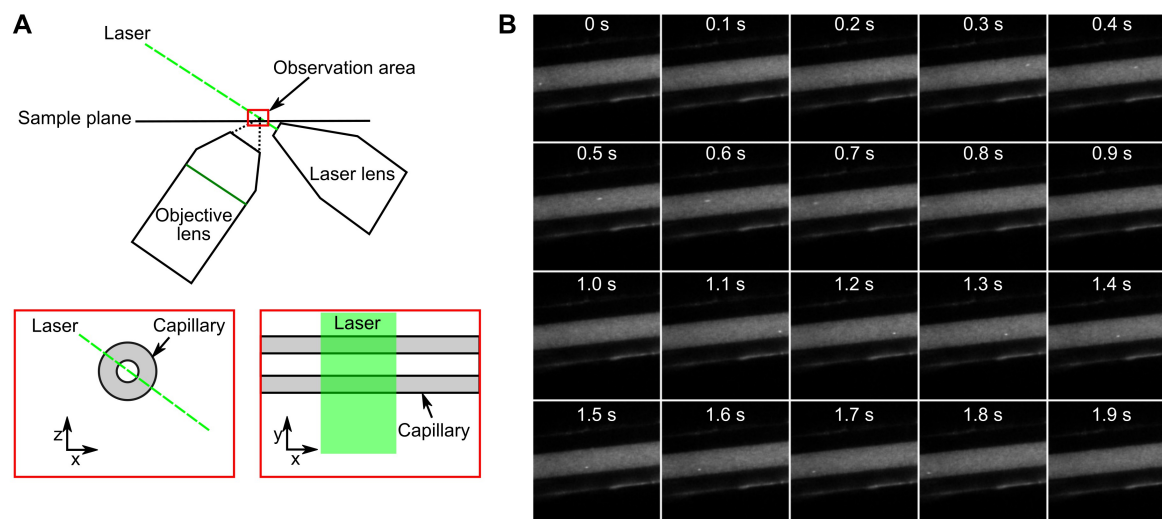 A
Laser
Observation area
Sample plane
Laser lens
Objective
lens
Laser
Capillary
z
x
Laser
Capillary
y
x
B
0 s 0.1 s 0.2 s 0.3 s 0.4 s
0.5 s 0.6 s 0.7 s 0.8 s 0.9 s
1.0 s 1.1 s 1.2 s 1.3 s 1.4 s
1.5 s 1.6 s 1.7 s 1.8 s 1.9 s